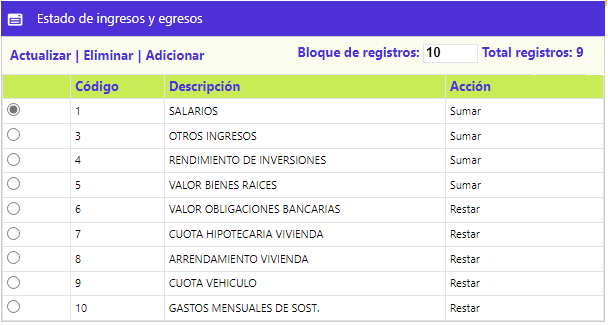 Estado de ingresos y egresos
Actualizar | Eliminar | Adicionar Bloque de registros: 10 Total registros: 9
Código Descripción Acción
1 SALARIOS Sumar
3 OTROS INGRESOS Sumar
4 RENDIMIENTO DE INVERSIONES Sumar
5 VALOR BIENES RAICES Sumar
6 VALOR OBLIGACIONES BANCARIAS Restar
7 CUOTA HIPOTECARIA VIVIENDA Restar
8 ARRENDAMIENTO VIVIENDA Restar
9 CUOTA VEHICULO Restar
10 GASTOS MENSUALES DE SOST. Restar